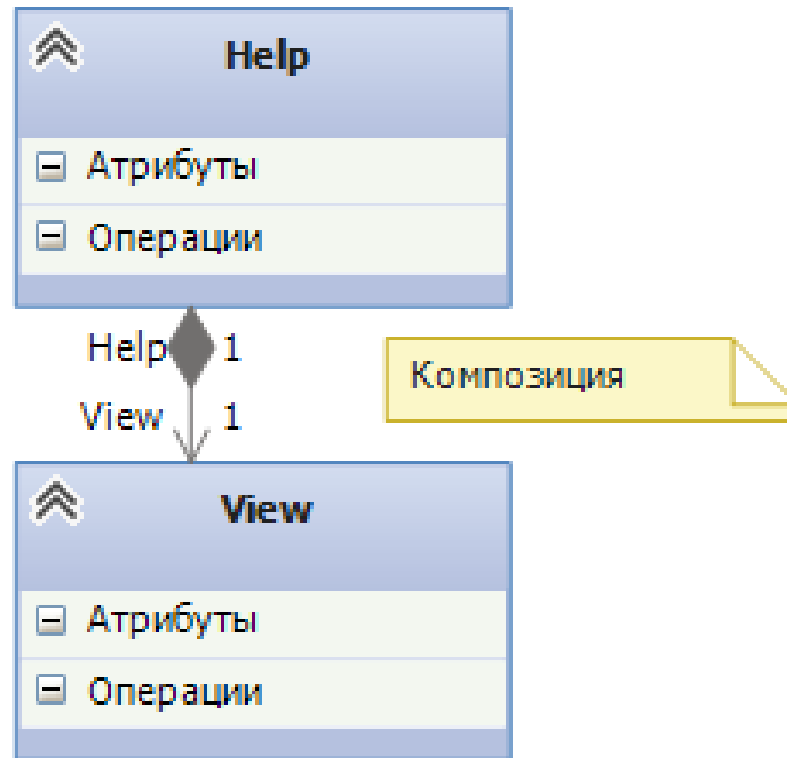 Help
Атрибуты
Операции
Help 1
View 1
Композиция
View
Атрибуты
Операции